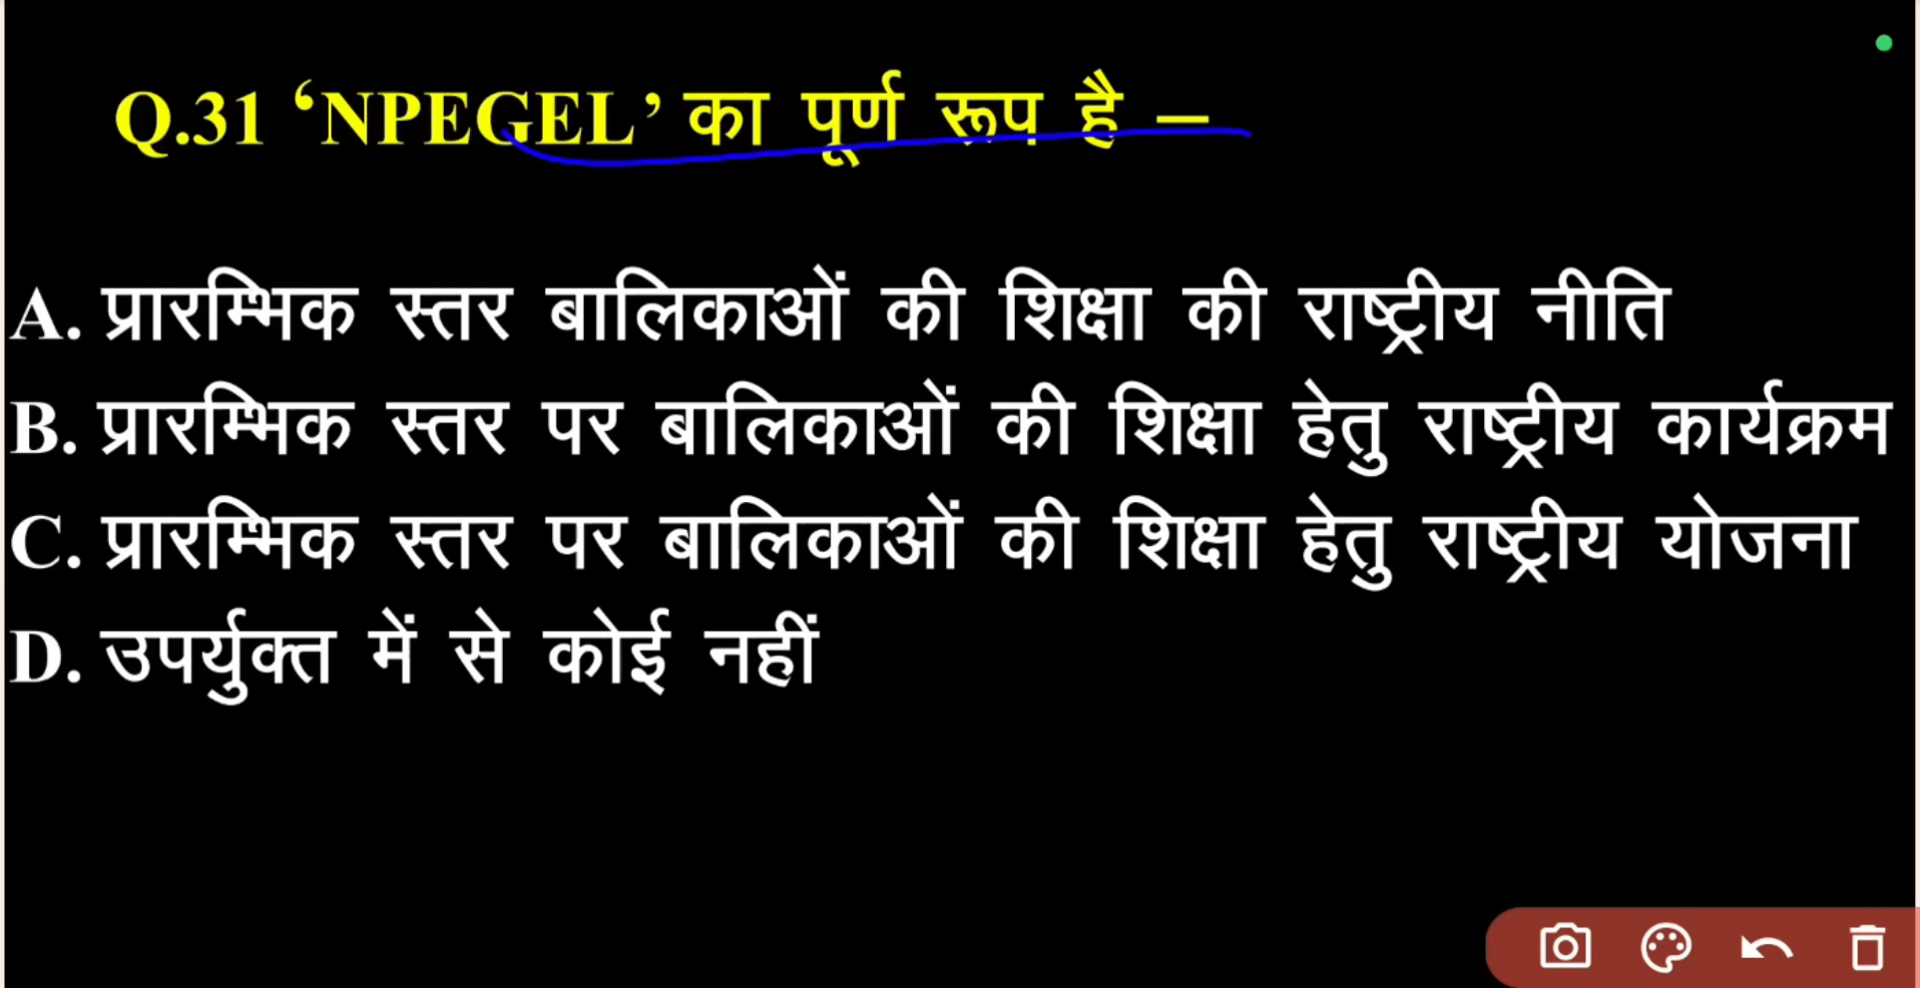 Q.31 ‘NPEGEL’ का पूर्ण रूप है –
A. प्रारम्भिक स्तर बालिकाओं की शिक्षा की राष्ट्रीय नीति
B. प्रारम्भिक स्तर पर बालिकाओं की शिक्षा हेतु राष्ट्रीय कार्यक्रम
C. प्रारम्भिक स्तर पर बालिकाओं की शिक्षा हेतु राष्ट्रीय योजना
D. उपर्युक्त में से कोई नहीं